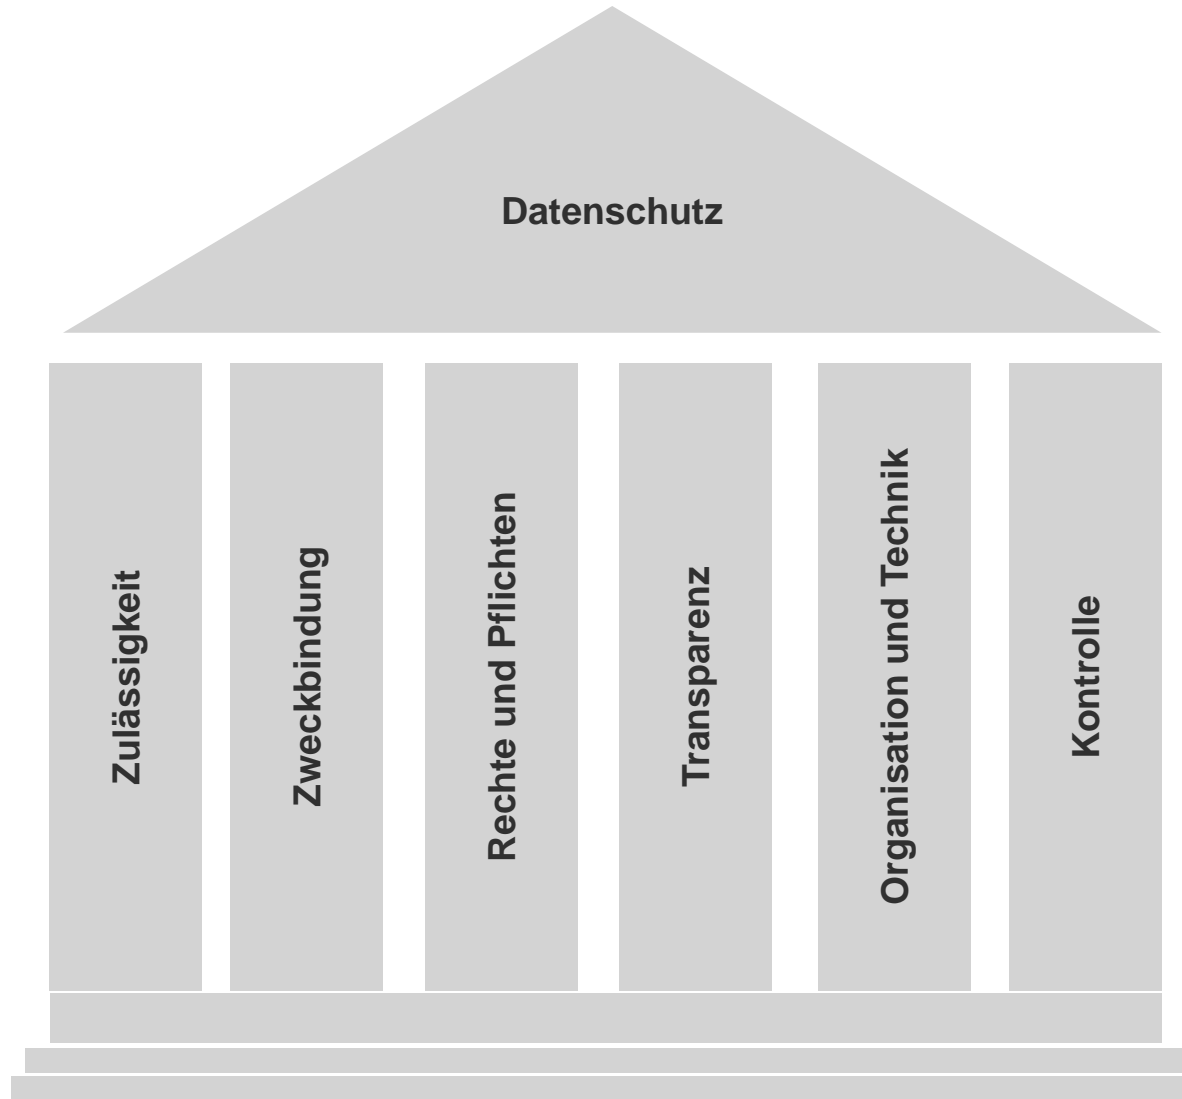 Datenschutz
Zulässigkeit
Zweckbindung
Rechte und Pflichten
Transparenz
Organisation und Technik
Kontrolle